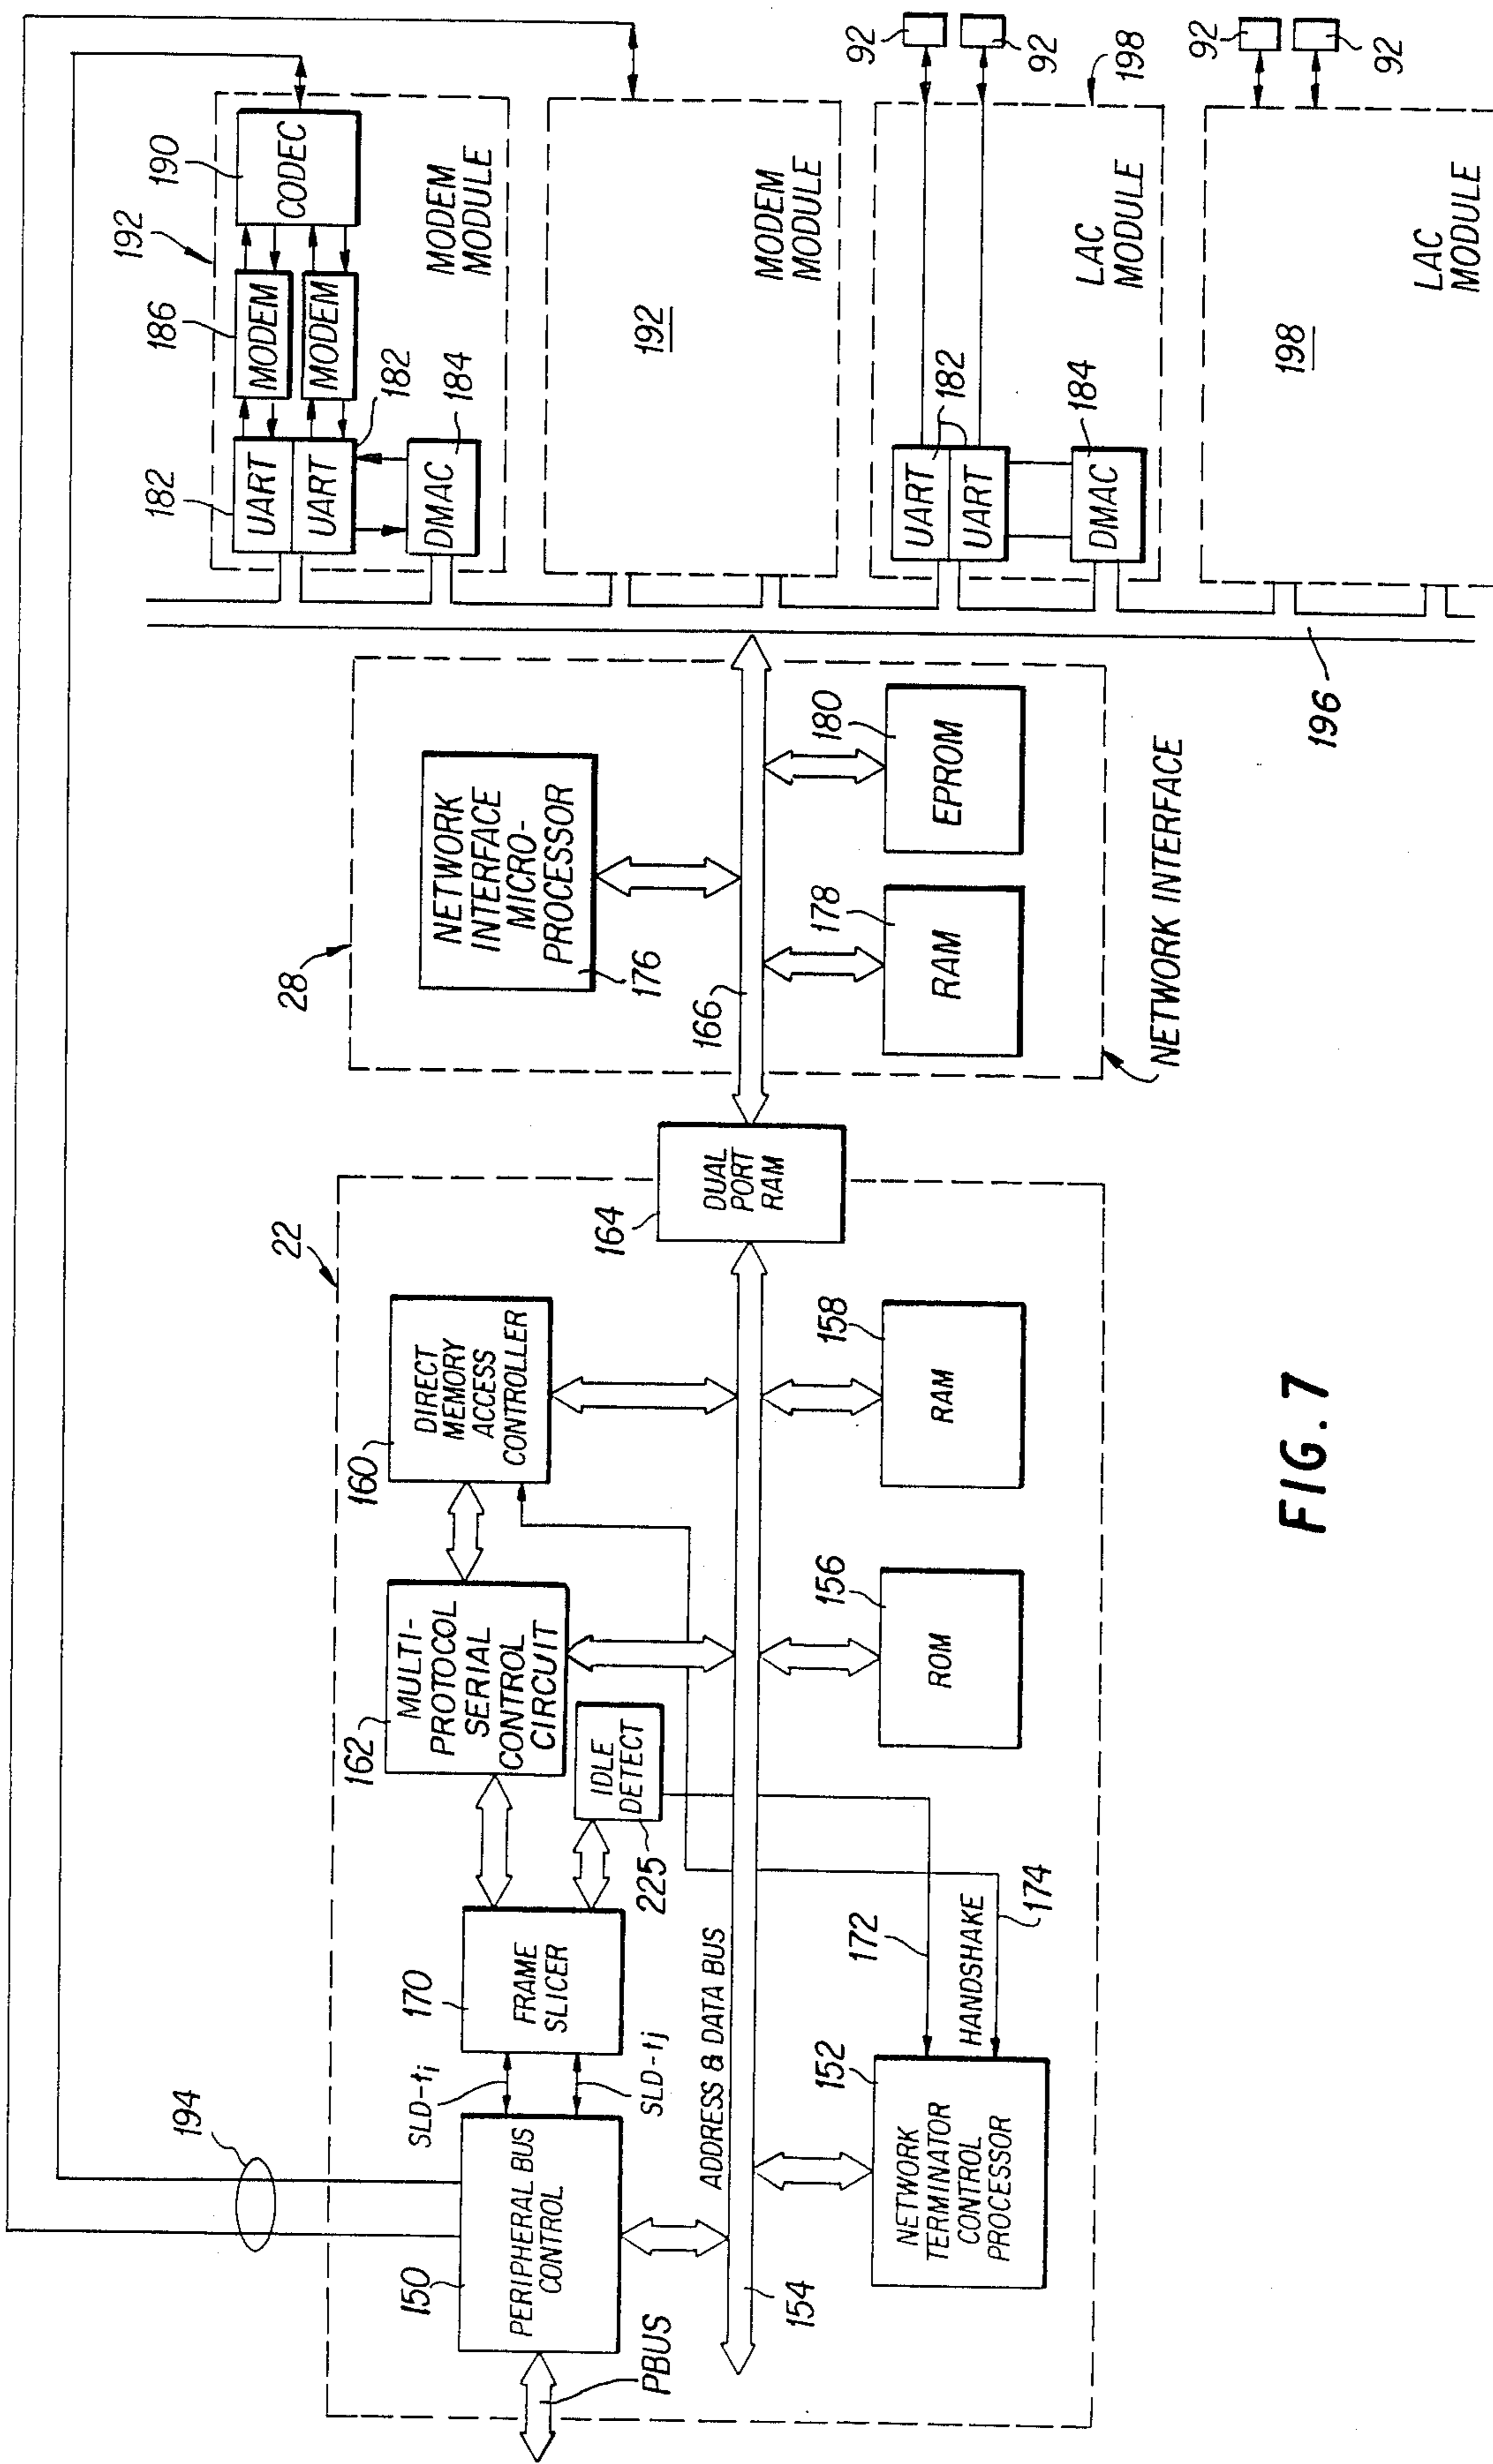 194
150
PERIPHERAL BUS
CONTROL
PBUS
SLD-ti
SLD-tj
170
FRAME
SLICER
162
MULTI-
PROTOCOL
SERIAL
CONTROL
CIRCUIT
IDLE
DETECT
225
160
DIRECT
MEMORY
ACCESS
CONTROLLER
22
164
DUAL
PORT
RAM
ADDRESS & DATA BUS
154
152
NETWORK
TERMINATOR
CONTROL
PROCESSOR
172
HANDSHAKE
174
156
ROM
158
RAM
28
NETWORK
INTERFACE
MICRO-
PROCESSOR
176
166
178
RAM
180
EPROM
NETWORK INTERFACE
196
192
182
UART
UART
182
186
MODEM
MODEM
190
CODEC
DMAC
184
MODEM
MODULE
192
MODEM
MODULE
UART
UART
182
DMAC
184
LAC
MODULE
198
92
92
198
LAC
MODULE
92
92
FIG. 7